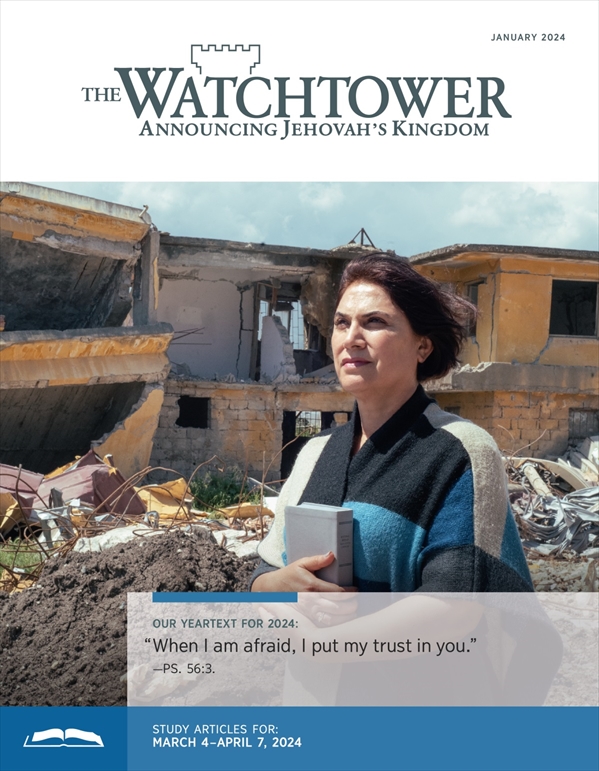 JANUARY 2024
THE WATCHTOWER
ANNOUNCING JEHOVAH'S KINGDOM
OUR YEARTEXT FOR 2024:
“When I am afraid, I put my trust in you.”
—PS. 56:3.
STUDY ARTICLES FOR:
MARCH 4–APRIL 7, 2024